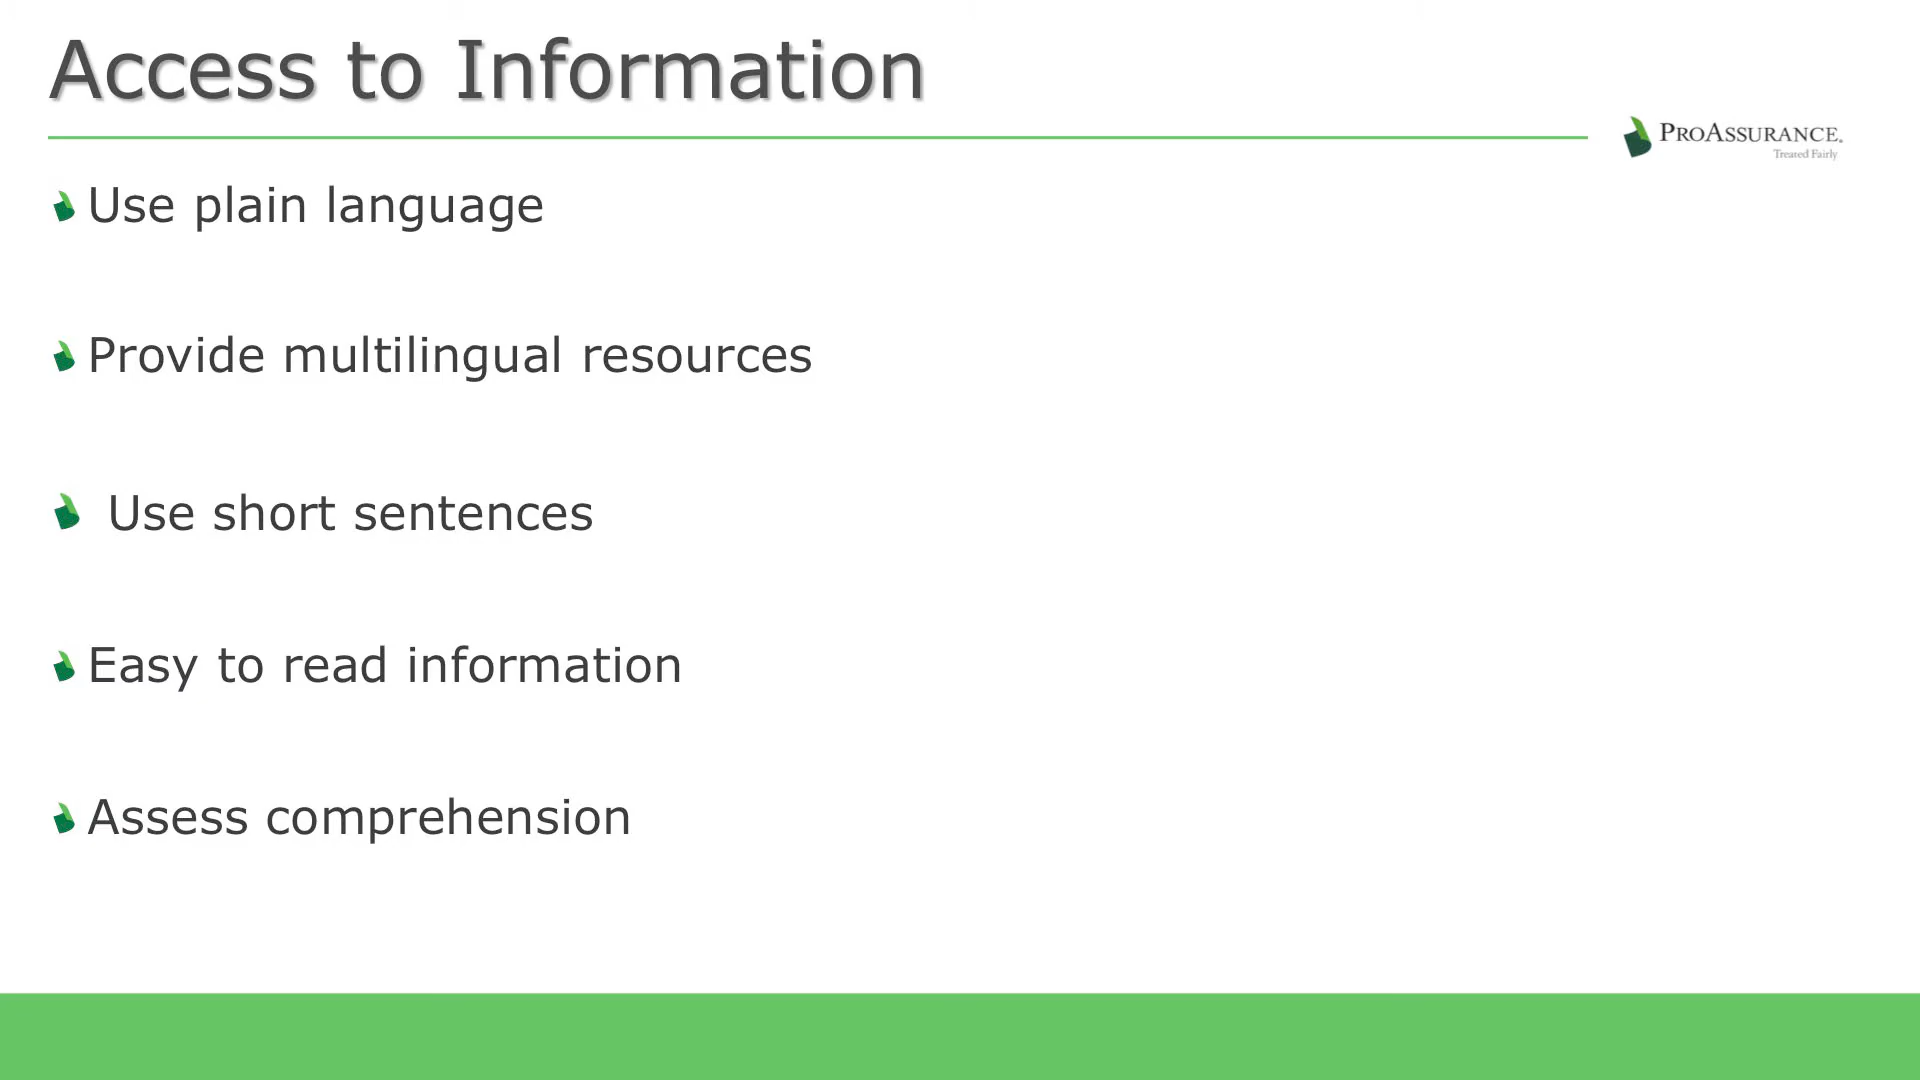 Access to Information
PROASSURANCE.
Treated Fairly
Use plain language
Provide multilingual resources
Use short sentences
Easy to read information
Assess comprehension